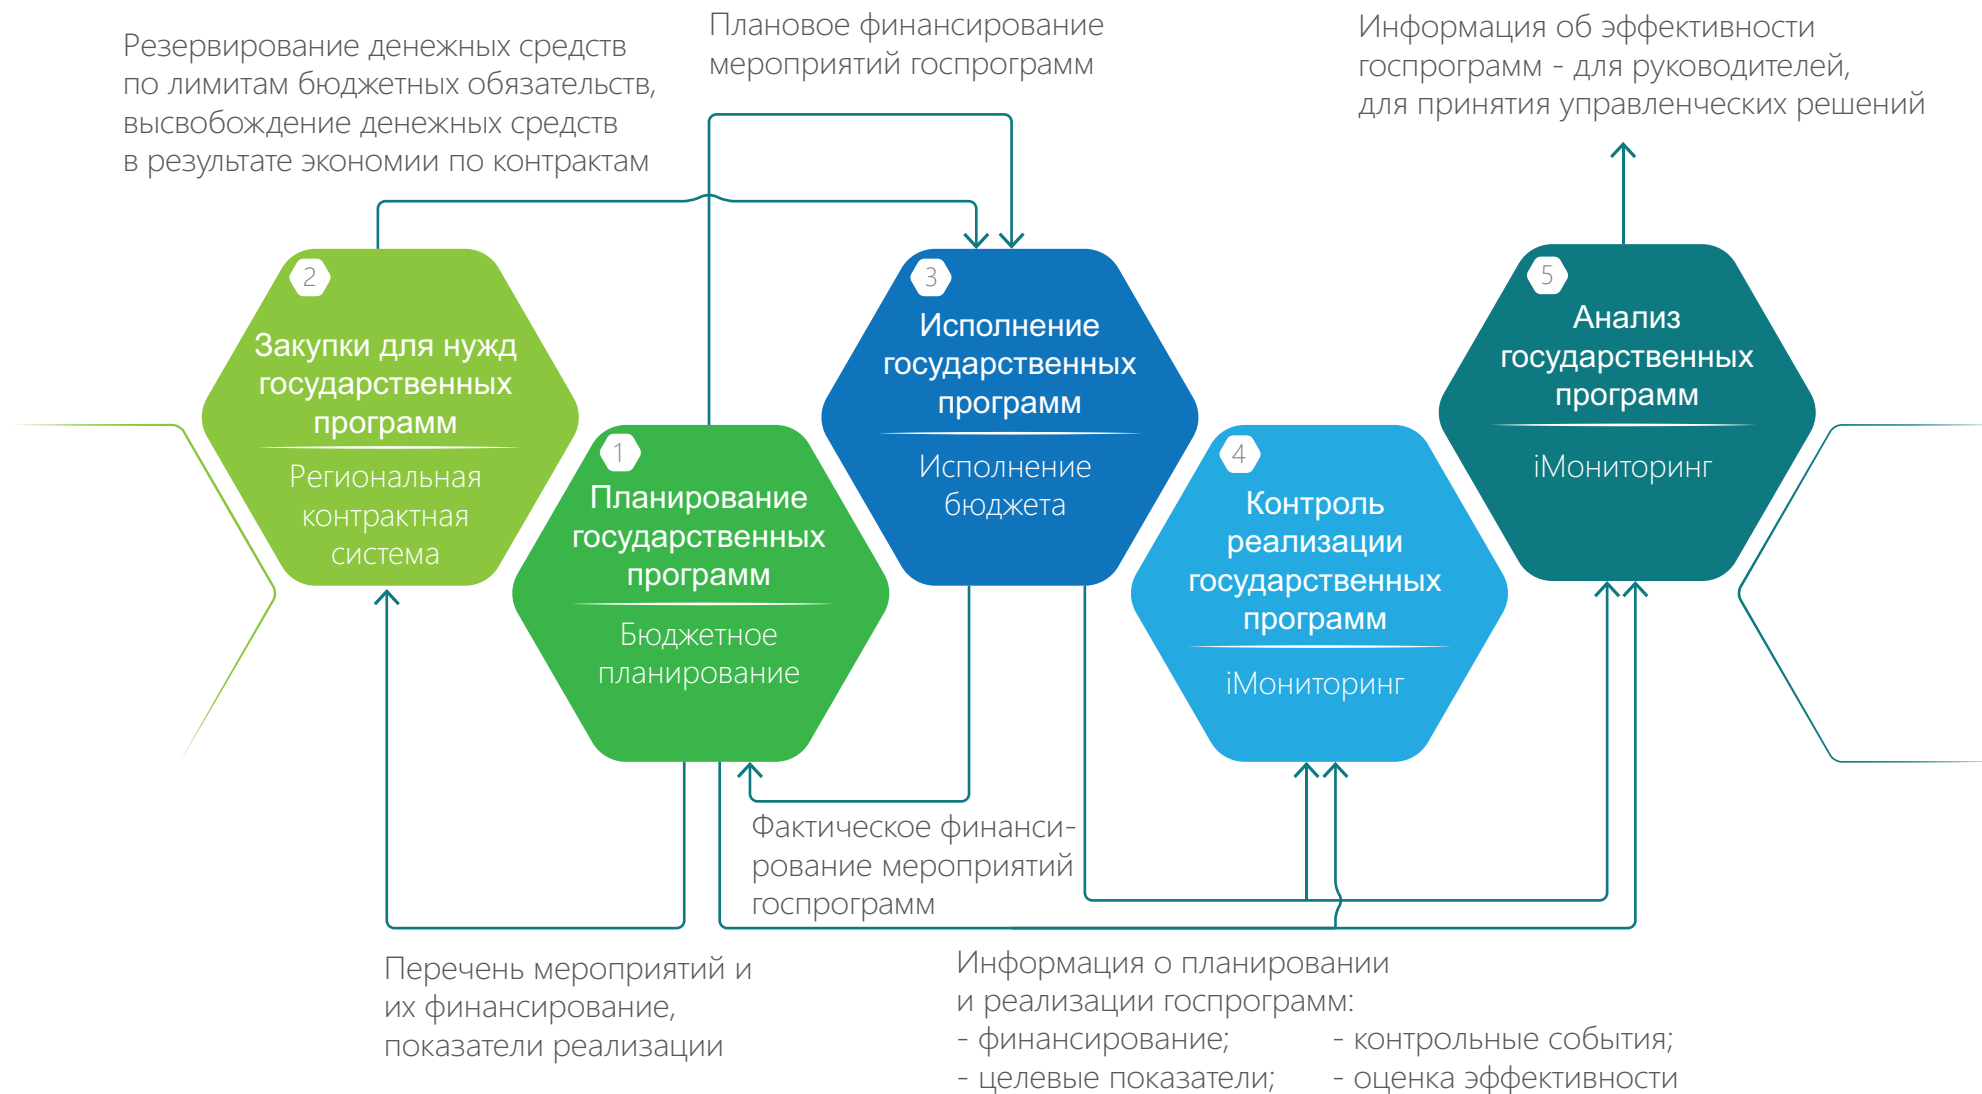 Резервирование денежных средств
по лимитам бюджетных обязательств,
высвобождение денежных средств
в результате экономии по контрактам
Плановое финансирование
мероприятий госпрограмм
Информация об эффективности
госпрограмм - для руководителей,
для принятия управленческих решений
2
Закупки для нужд
государственных
программ
Региональная
контрактная
система
1
Планирование
государственных
программ
Бюджетное
планирование
3
Исполнение
государственных
программ
Исполнение
бюджета
4
Контроль
реализации
государственных
программ
iМониторинг
5
Анализ
государственных
программ
iМониторинг
Фактическое финанси-
рование мероприятий
госпрограмм
Перечень мероприятий и
их финансирование,
показатели реализации
Информация о планировании
и реализации госпрограмм:
- финансирование;
- целевые показатели;
- контрольные события;
- оценка эффективности